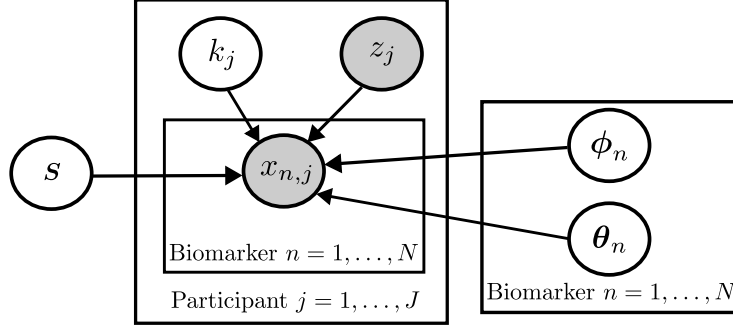 k_j
z_j
s
x_{n,j}
ϕ_n
θ_n
Biomarker n = 1, . . . , N
Participant j = 1, . . . , J
Biomarker n = 1, . . . , N